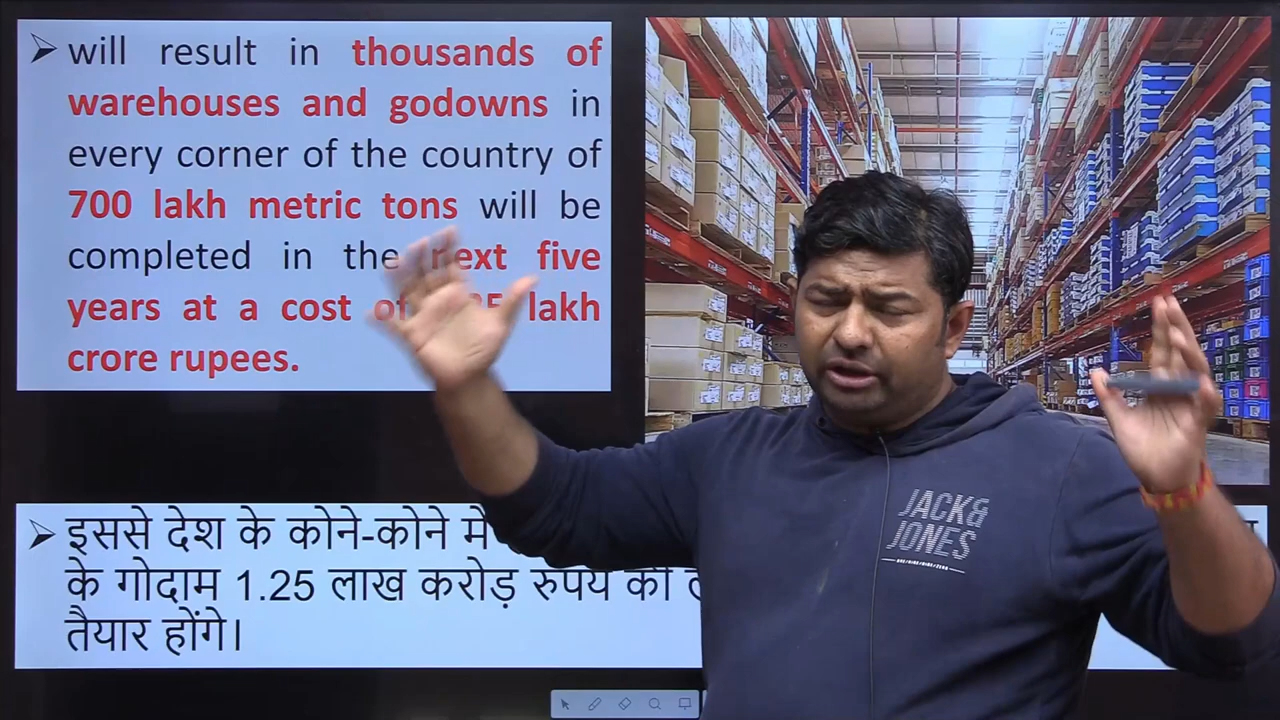 will result in thousands of
warehouses and godowns in
every corner of the country of
700 lakh metric tons will be
completed in the next five
years at a cost of lakh
crore rupees.
इससे देश के कोने-कोने में
के गोदाम 1.25 लाख करोड़ रुपये की
तैयार होंगे।
JACK&
JONES